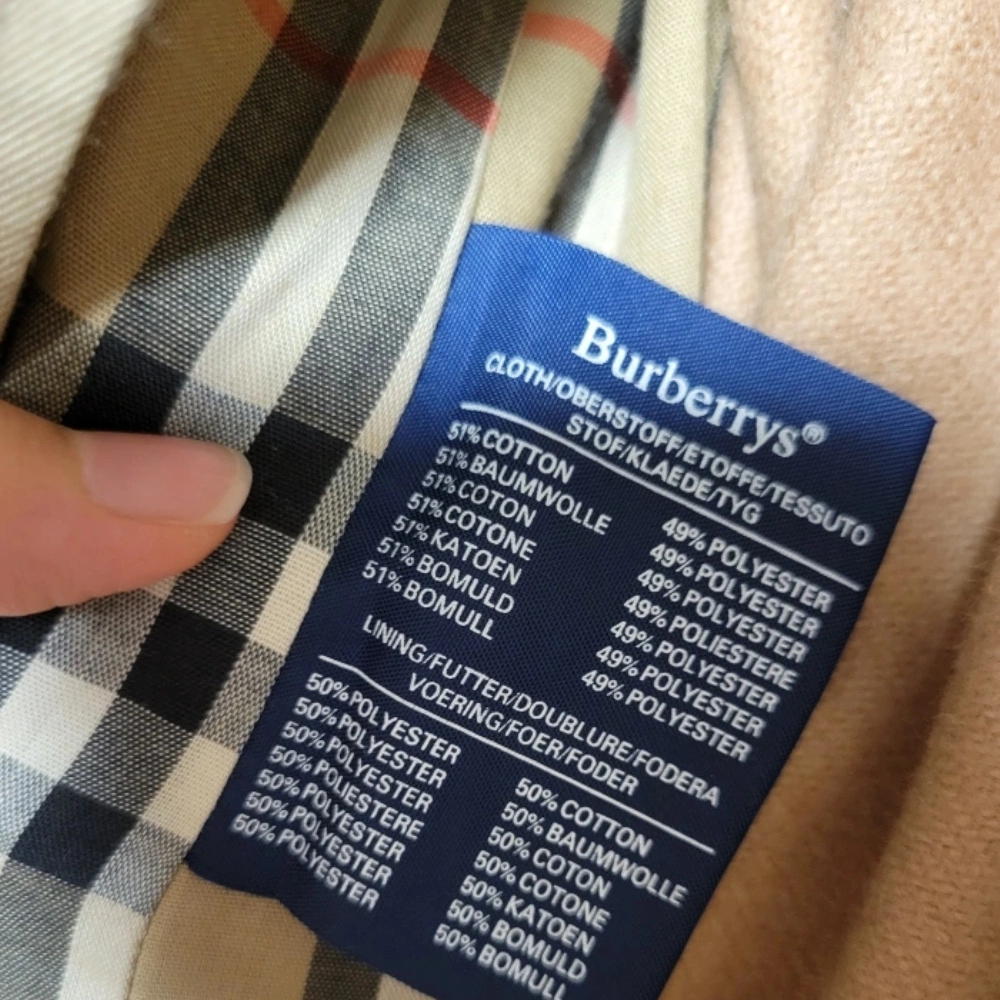 Burberrys®
CLOTH/OBERSTOFF/ETOFFE/TESSUTO
STOF/KLAEDE/TYG
51% COTTON 49% POLYESTER
51% BAUMWOLLE 49% POLYESTER
51% COTON 49% POLYESTER
51% COTONE 49% POLIESTERE
51% KATOEN 49% POLYESTER
51% BOMULD 49% POLYESTER
51% BOMULL 49% POLYESTER
LINING/FUTTER/DOUBLURE/FODERA
VOERING/FOER/FODER
50% POLYESTER 50% COTTON
50% POLYESTER 50% BAUMWOLLE
50% POLYESTER 50% COTON
50% POLIESTERE 50% COTONE
50% POLYESTER 50% KATOEN
50% POLYESTER 50% BOMULD
50% POLYESTER 50% BOMULL